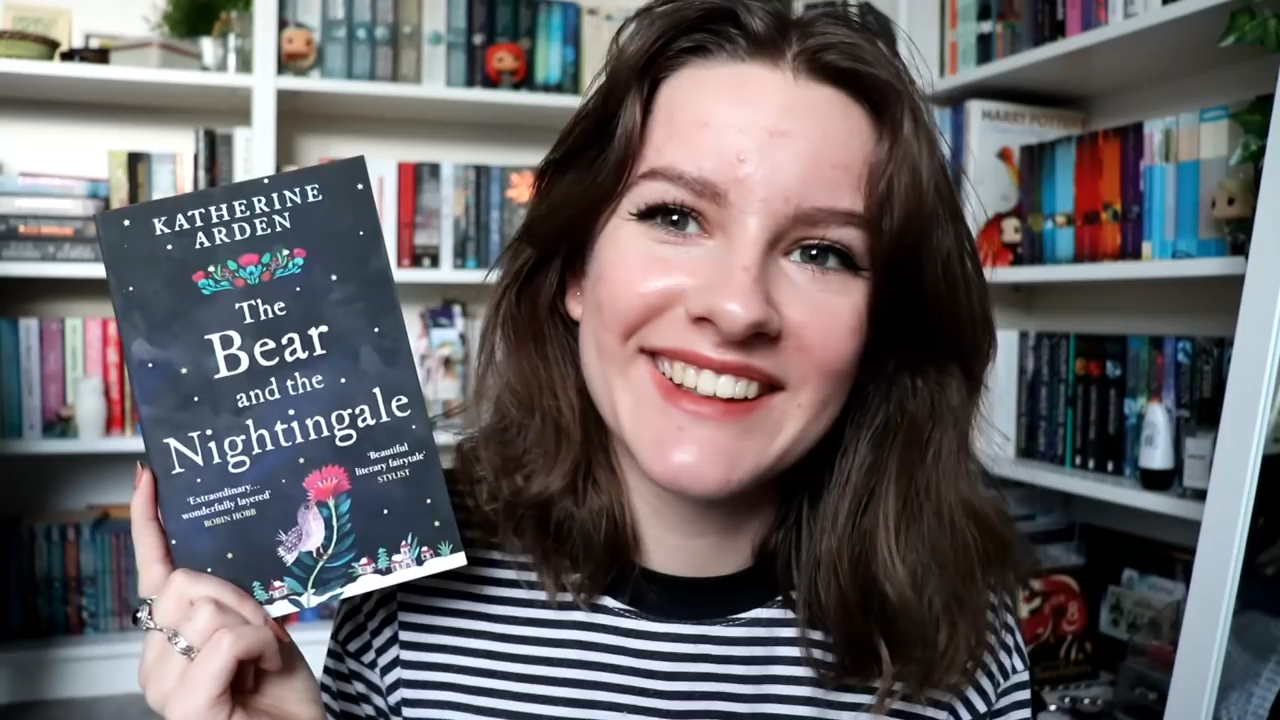 KATHERINE
ARDEN
The
Bear
and the
Nightingale
'Extraordinary...
wonderfully layered'
ROBIN HOBB
'Beautiful
literary fairytale'
STYLIST
HARRY POTTER